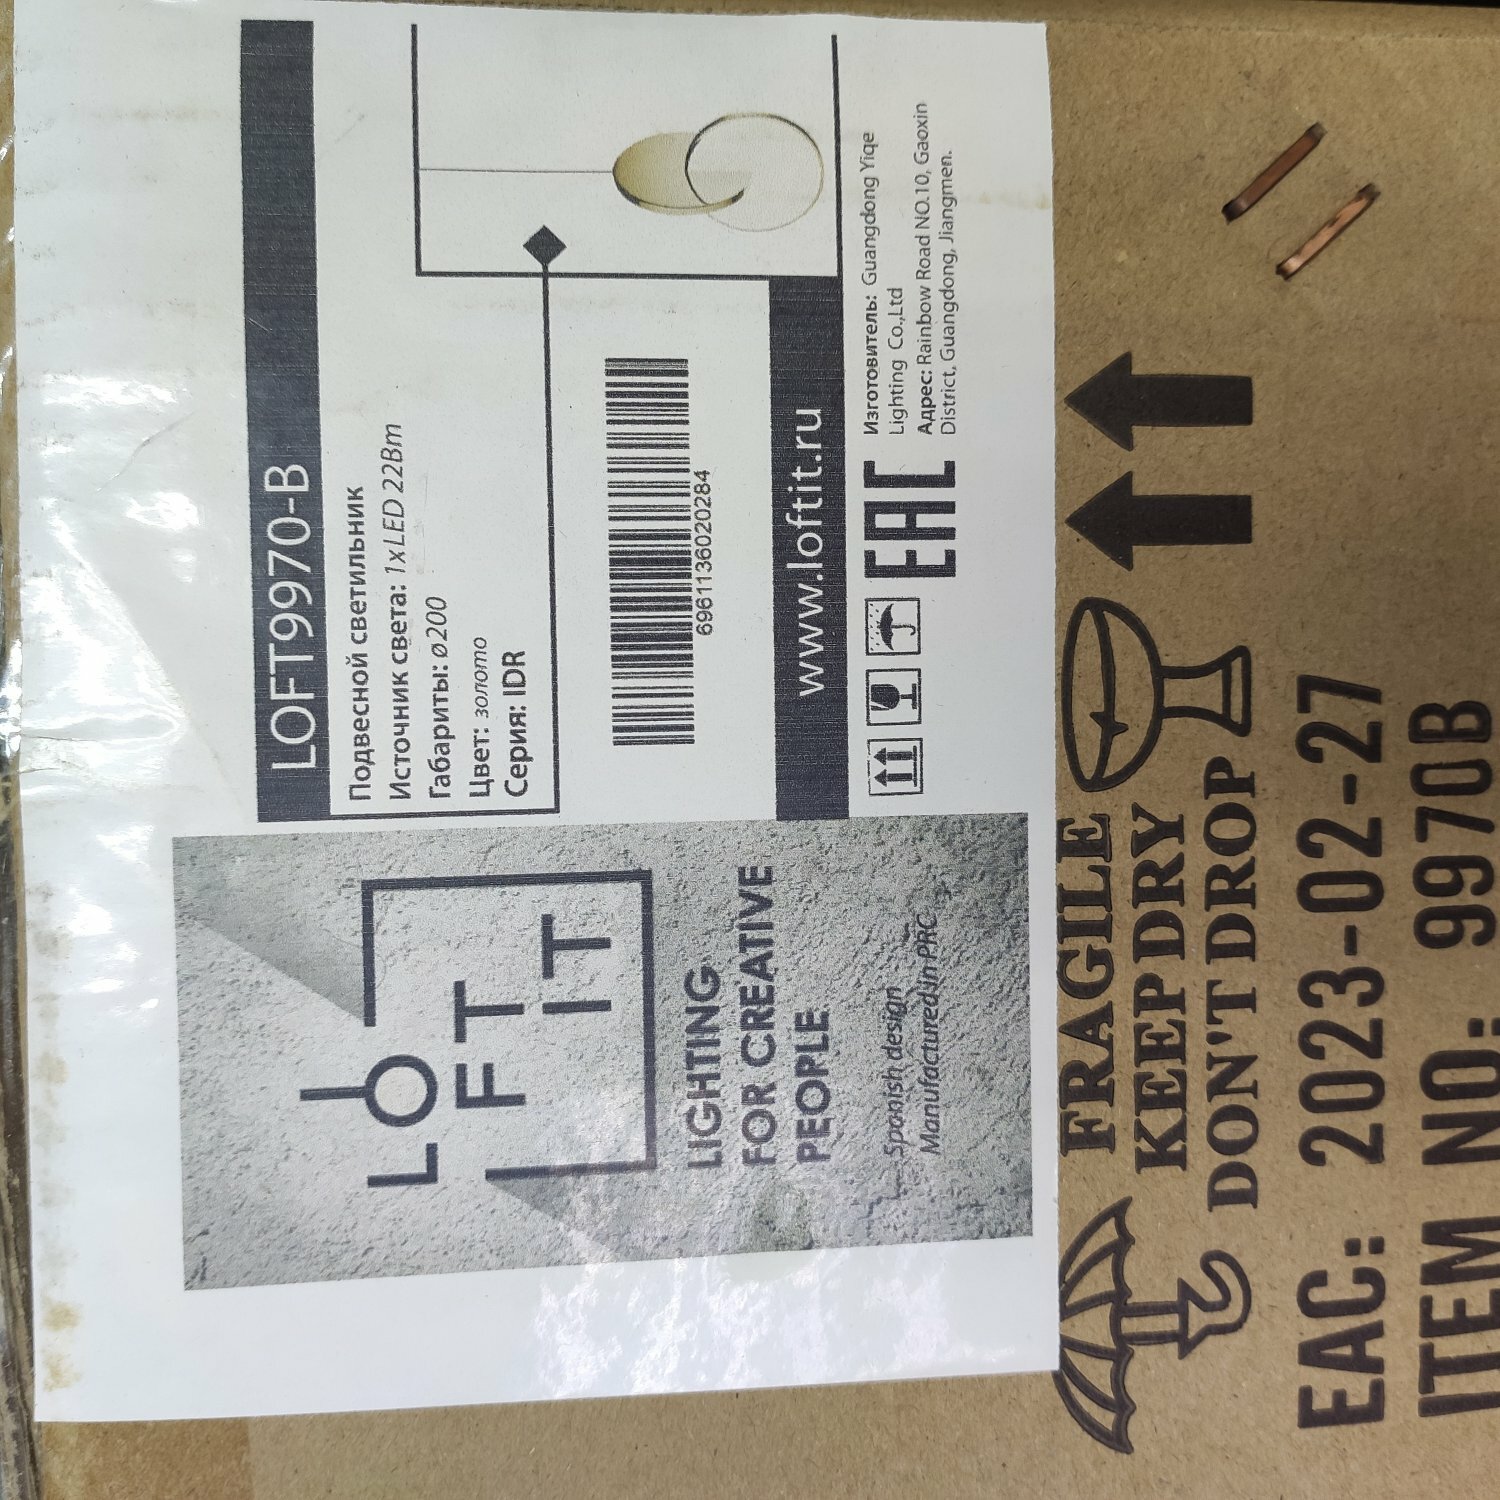 LOFT9970-B
Подвесной светильник
Источник света: 1xLED 22Вт
Габариты: ø200
Цвет: золото
Серия: IDR
6961136020284
www.loftit.ru
EAC
Изготовитель: Guangdong Yiqe
Lighting Co.,Ltd
Адрес: Rainbow Road NO.10, Gaoxin
District, Guangdong, Jiangmen.
LO
FT
IT
LIGHTING
FOR CREATIVE
PEOPLE.
Spanish design
Manufactured in PRC
FRAGILE
KEEP DRY
DON'T DROP
EAC: 2023-02-27
ITEM NO: 9970B